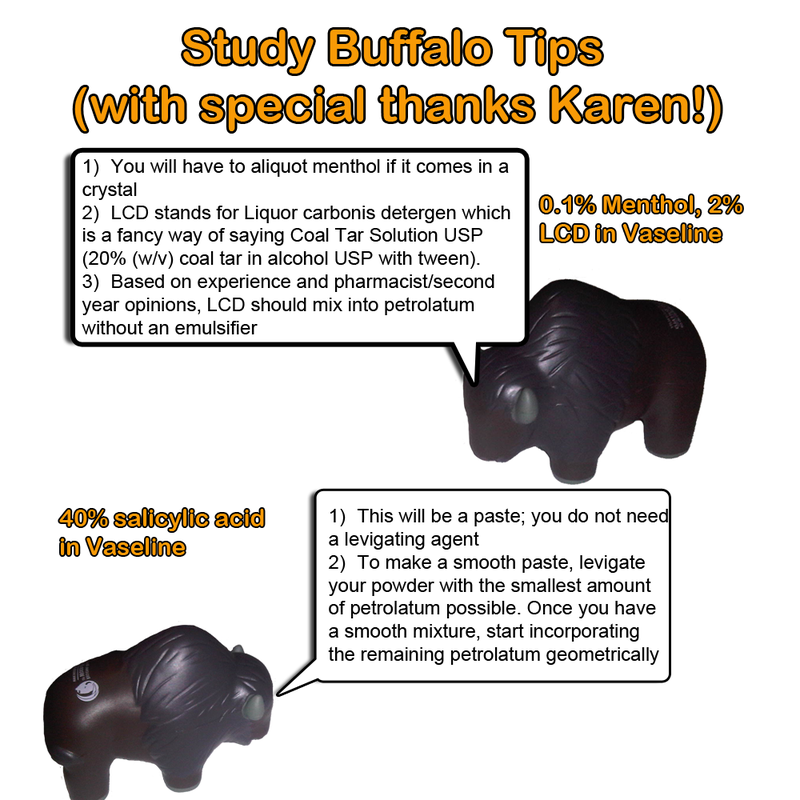 Study Buffalo Tips
(with special thanks Karen!)
1) You will have to aliquot menthol if it comes in a
crystal
2) LCD stands for Liquor carbonis detergen which
is a fancy way of saying Coal Tar Solution USP
(20% (w/v) coal tar in alcohol USP with tween).
3) Based on experience and pharmacist/second
year opinions, LCD should mix into petrolatum
without an emulsifier
0.1% Menthol, 2%
LCD in Vaseline
40% salicylic acid
in Vaseline
1) This will be a paste; you do not need
a levigating agent
2) To make a smooth paste, levigate
your powder with the smallest amount
of petrolatum possible. Once you have
a smooth mixture, start incorporating
the remaining petrolatum geometrically